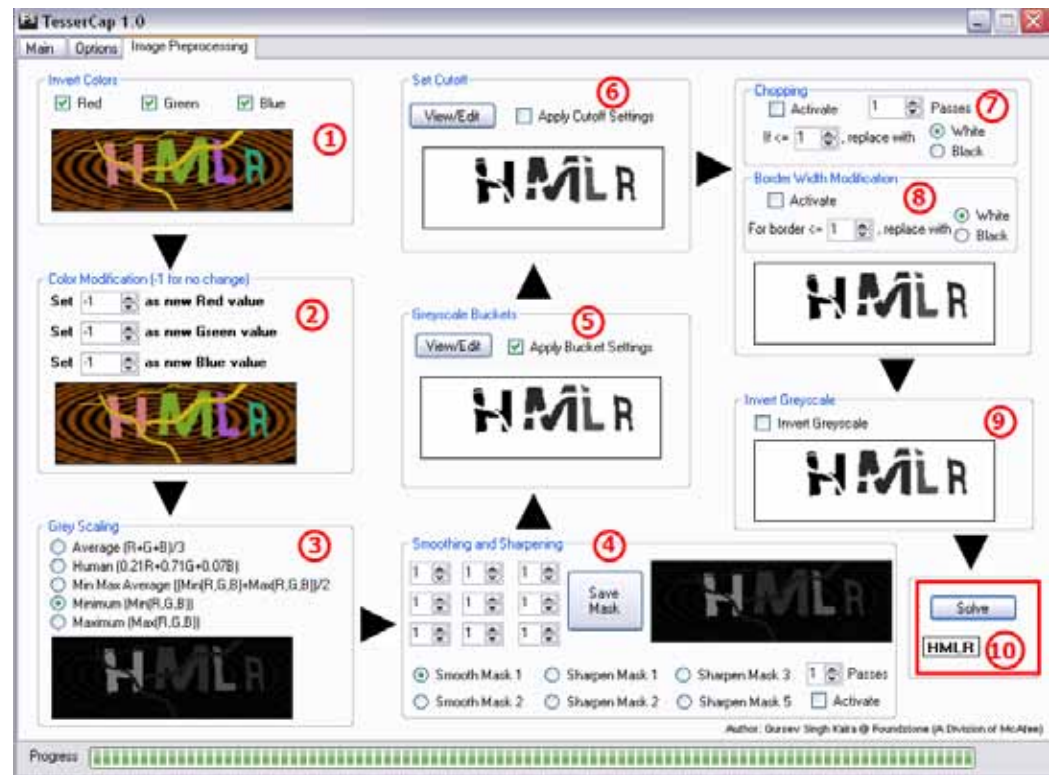 TesserCap 1.0
Main Options Image Preprocessing
Invert Colors
Red Green Blue
1
HMLR
Color Modification (-1 for no change)
Set -1 as new Red value
2
Set -1 as new Green value
Set -1 as new Blue value
HMLR
Grey Scaling
3
Average (R+G+B)/3
Human (0.21R+0.71G+0.07B)
Min Max Average ((Min(R,G,B)+Max(R,G,B))/2
Minimum (Min(R,G,B))
Maximum (Max(R,G,B))
HMLR
Smoothing and Sharpening
4
1 1 1
1 1 1
1 1 1
Save Mask
HMLR
Smooth Mask 1 Sharpen Mask 1 Sharpen Mask 3 1 Passes
Smooth Mask 2 Sharpen Mask 2 Sharpen Mask 5 Activate
Greyscale Buckets
5
View/Edit Apply Bucket Settings
HMLR
Set Cutoff
6
View/Edit Apply Cutoff Settings
HMLR
Chopping
7
Activate 1 Passes
If <= 1 , replace with White
Black
Border Width Modification
8
Activate
For border <= 1 , replace with White
Black
HMLR
Invert Greyscale
9
Invert Greyscale
HMLR
Solve
HMLR
10
Author: Gursev Singh Kalra @ Foundstone (A Division of McAfee)
Progress